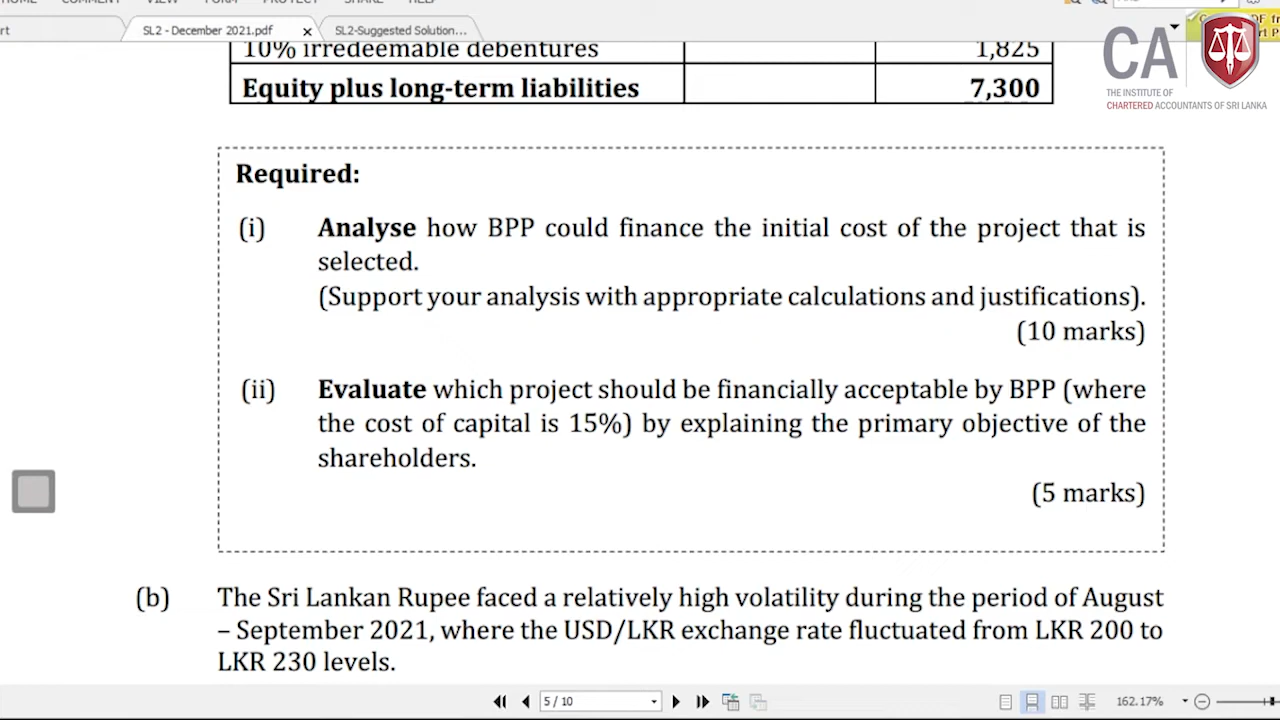 SL2 - December 2021.pdf
SL2-Suggested Solution...
10% irredeemable debentures 1,825
Equity plus long-term liabilities 7,300
CA
THE INSTITUTE OF
CHARTERED ACCOUNTANTS OF SRI LANKA
Required:
(i) Analyse how BPP could finance the initial cost of the project that is
selected.
(Support your analysis with appropriate calculations and justifications).
(10 marks)
(ii) Evaluate which project should be financially acceptable by BPP (where
the cost of capital is 15%) by explaining the primary objective of the
shareholders.
(5 marks)
(b) The Sri Lankan Rupee faced a relatively high volatility during the period of August
– September 2021, where the USD/LKR exchange rate fluctuated from LKR 200 to
LKR 230 levels.
5 / 10
162.17%